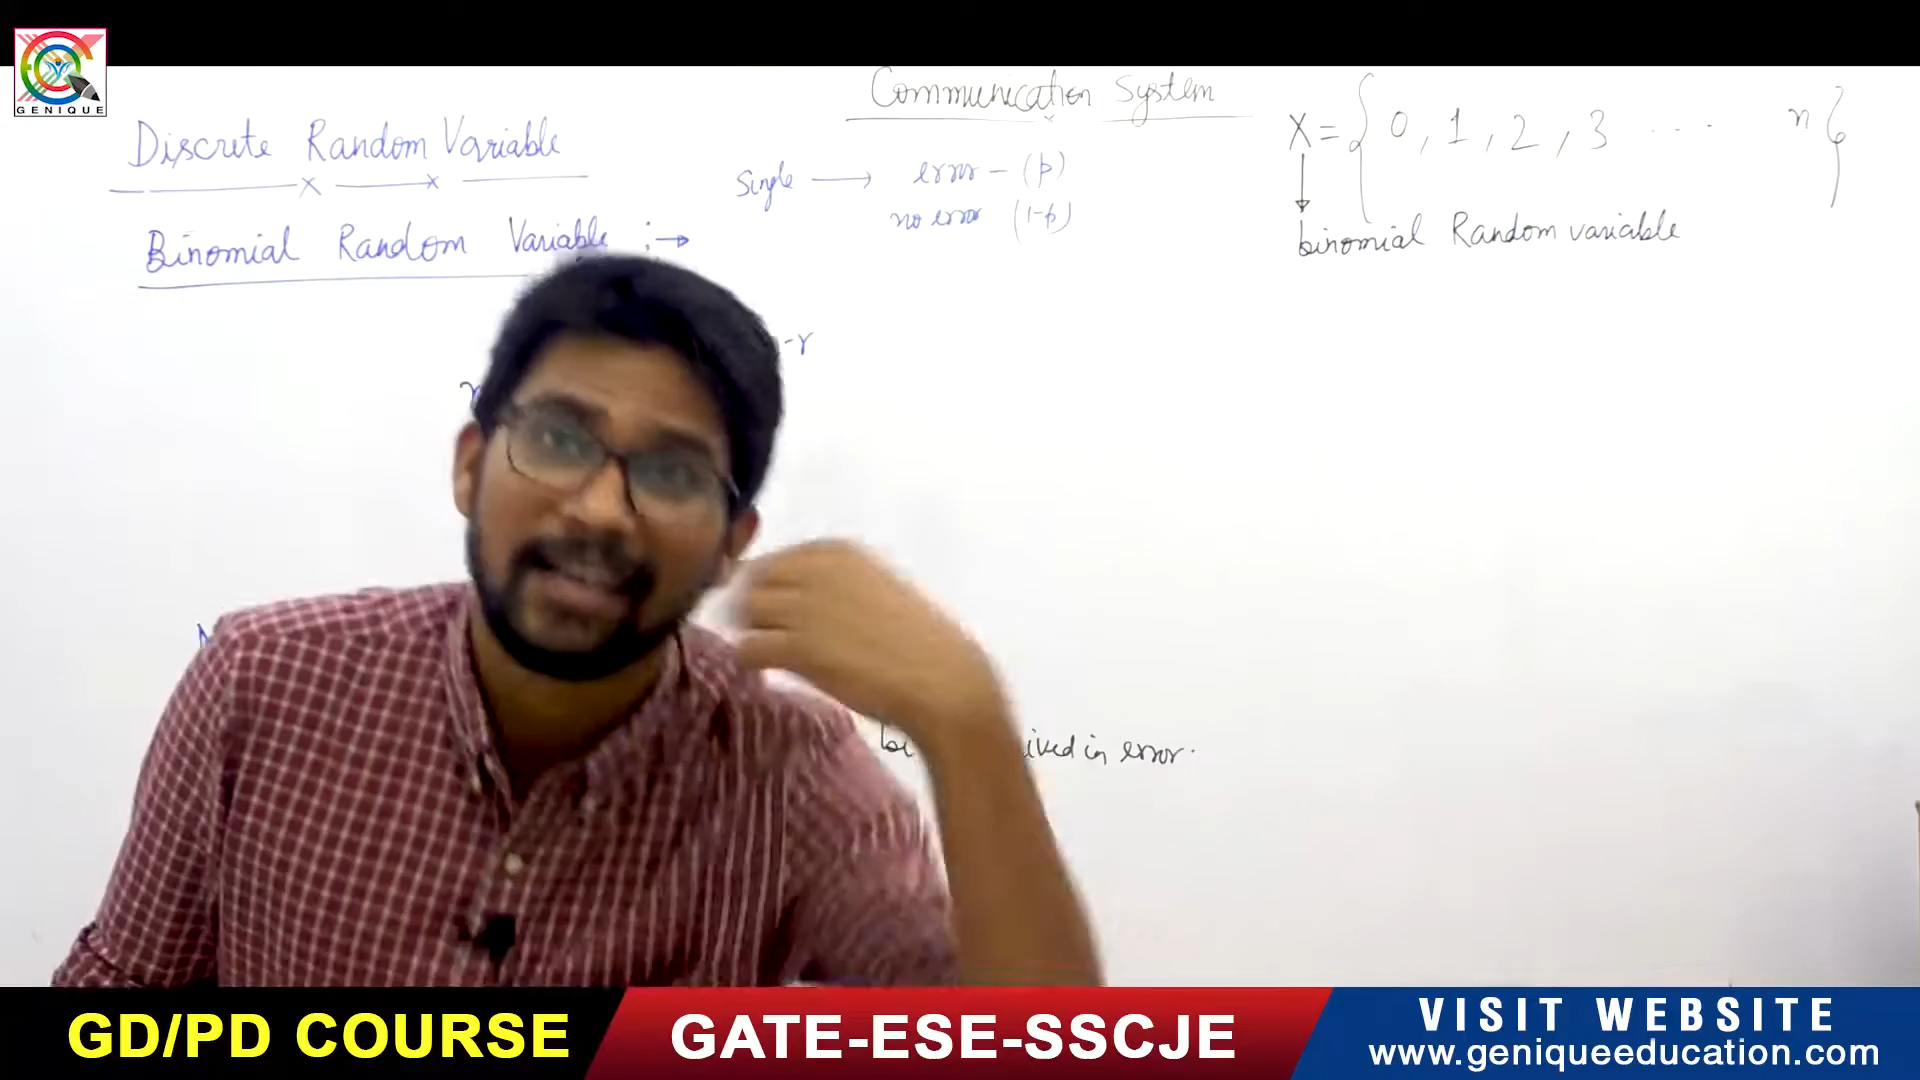 GENIQUE
Communication System
Discrete Random Variable
Single → error - (p)
no error (1-p)
Binomial Random Variable :→
X = { 0, 1, 2, 3 ... n }
binomial Random variable
-r
in error.
GD/PD COURSE
GATE-ESE-SSCJE
VISIT WEBSITE
www.geniqueeducation.com